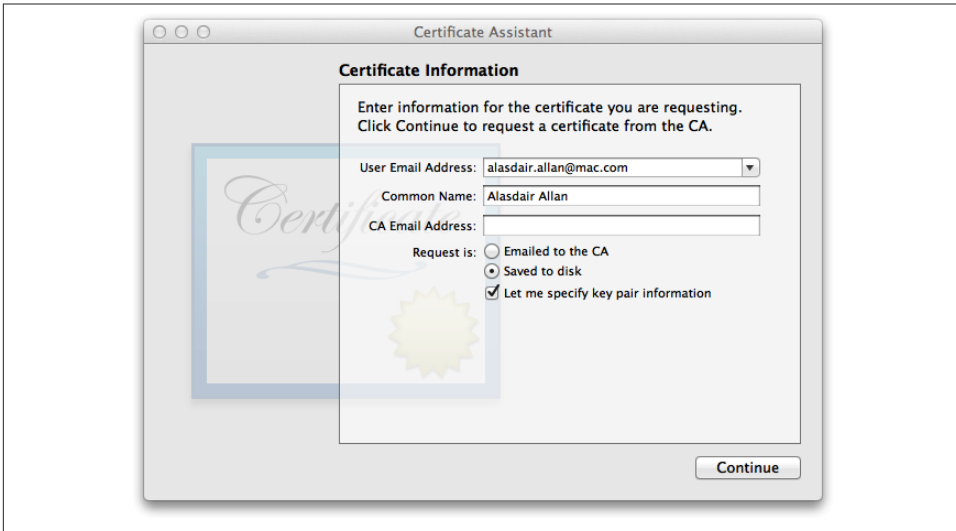 Certificate Assistant
Certificate Information
Enter information for the certificate you are requesting.
Click Continue to request a certificate from the CA.
User Email Address: alasdair.allan@mac.com
Common Name: Alasdair Allan
CA Email Address:
Request is: Emailed to the CA
Saved to disk
Let me specify key pair information
Certificate
Continue